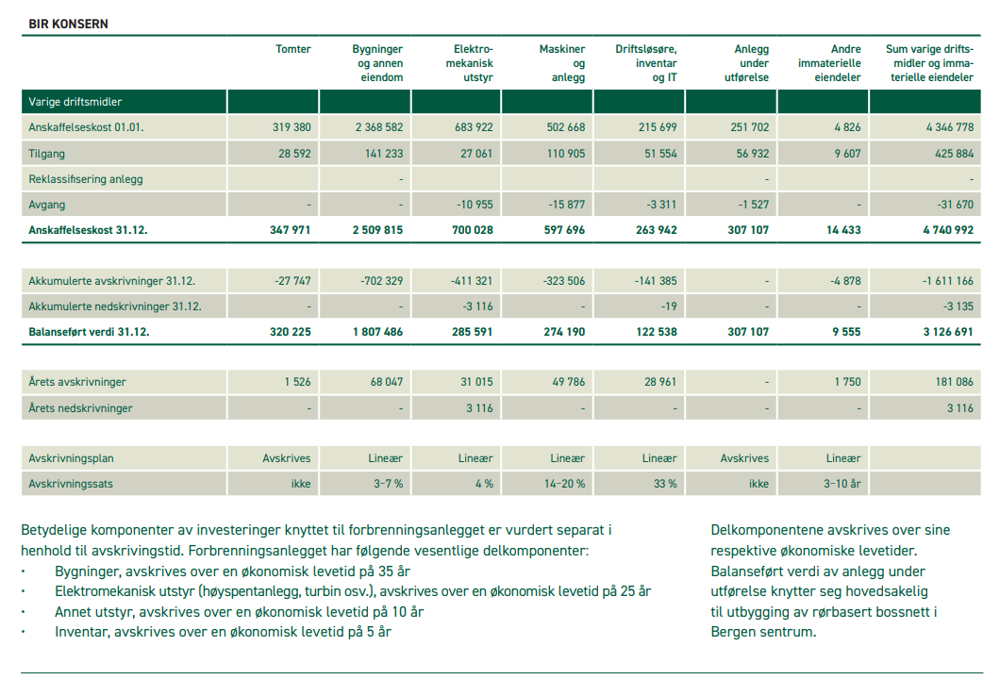 BIR KONSERN
Tomter Bygninger og annen eiendom Elektro-mekanisk utstyr Maskiner og anlegg Driftsløsøre, inventar og IT Anlegg under utførelse Andre immaterielle eiendeler Sum varige drifts-midler og imma-terielle eiendeler
Varige driftsmidler
Anskaffelseskost 01.01. 319 380 2 368 582 683 922 502 668 215 699 251 702 4 826 4 346 778
Tilgang 28 592 141 233 27 061 110 905 51 554 56 932 9 607 425 884
Reklassifisering anlegg - - -
Avgang - - -10 955 -15 877 -3 311 -1 527 - -31 670
Anskaffelseskost 31.12. 347 971 2 509 815 700 028 597 696 263 942 307 107 14 433 4 740 992
Akkumulerte avskrivninger 31.12. -27 747 -702 329 -411 321 -323 506 -141 385 - -4 878 -1 611 166
Akkumulerte nedskrivninger 31.12. - - -3 116 - -19 - - -3 135
Balanseført verdi 31.12. 320 225 1 807 486 285 591 274 190 122 538 307 107 9 555 3 126 691
Årets avskrivninger 1 526 68 047 31 015 49 786 28 961 - 1 750 181 086
Årets nedskrivninger - - 3 116 - - - - 3 116
Avskrivningsplan Avskrives Lineær Lineær Lineær Lineær Avskrives Lineær
Avskrivningssats ikke 3–7 % 4 % 14–20 % 33 % ikke 3–10 år
Betydelige komponenter av investeringer knyttet til forbrenningsanlegget er vurdert separat i
henhold til avskrivingstid. Forbrenningsanlegget har følgende vesentlige delkomponenter:
• Bygninger, avskrives over en økonomisk levetid på 35 år
• Elektromekanisk utstyr (høyspentanlegg, turbin osv.), avskrives over en økonomisk levetid på 25 år
• Annet utstyr, avskrives over en økonomisk levetid på 10 år
• Inventar, avskrives over en økonomisk levetid på 5 år
Delkomponentene avskrives over sine
respektive økonomiske levetider.
Balanseført verdi av anlegg under
utførelse knytter seg hovedsakelig
til utbygging av rørbasert bossnett i
Bergen sentrum.